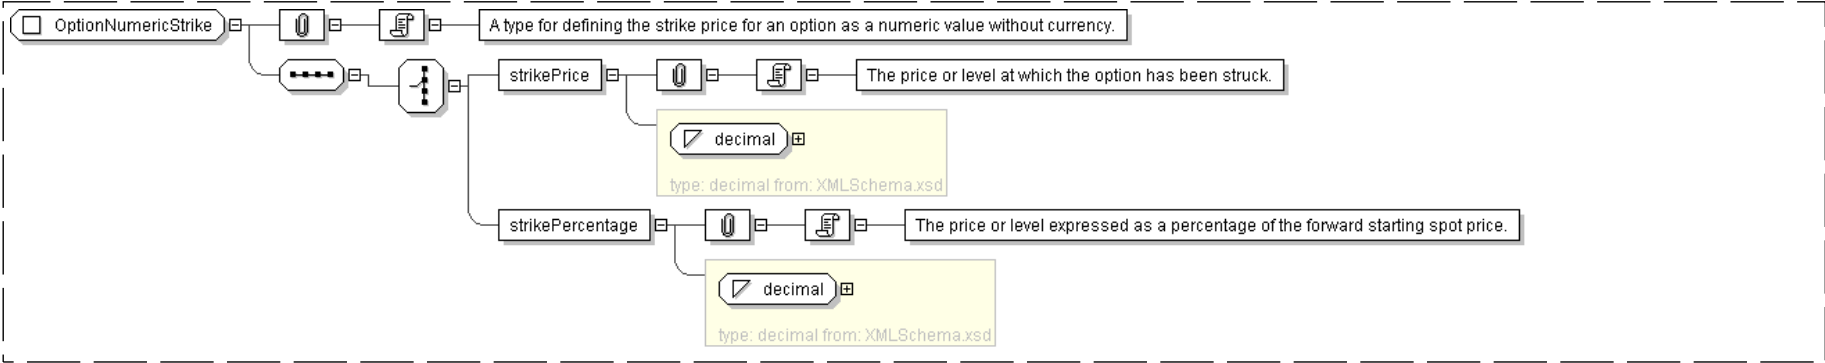 OptionNumericStrike
A type for defining the strike price for an option as a numeric value without currency.
strikePrice
The price or level at which the option has been struck.
decimal
type: decimal from: XMLSchema.xsd
strikePercentage
The price or level expressed as a percentage of the forward starting spot price.
decimal
type: decimal from: XMLSchema.xsd